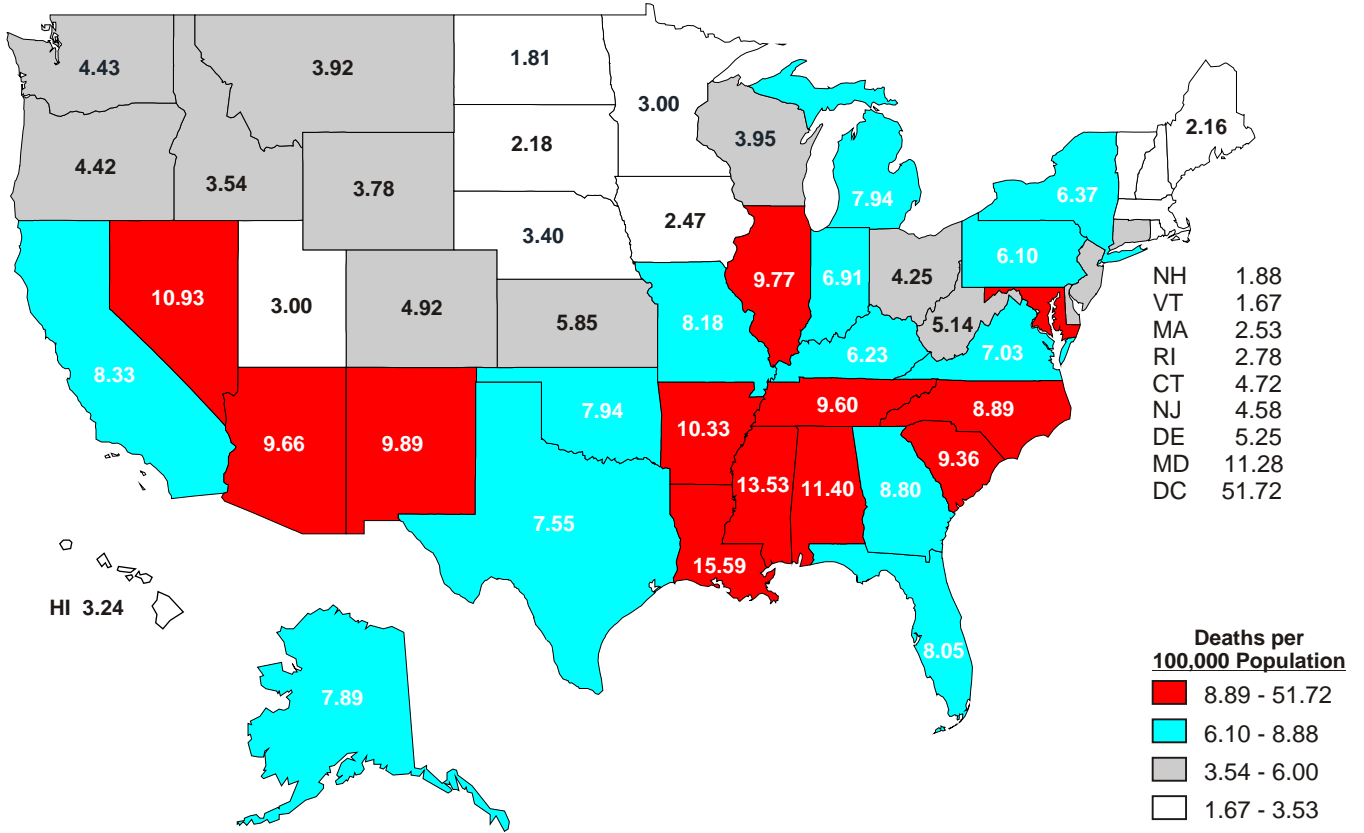 1.81
4.43
3.92
3.00
2.16
3.95
2.18
4.42
3.54
3.78
7.94
6.37
2.47
3.40
6.10
9.77
6.91
4.25
NH 1.88
10.93
3.00
4.92
VT 1.67
5.85
8.18
5.14
MA 2.53
7.03
RI 2.78
6.23
8.33
CT 4.72
7.94
9.60
8.89
NJ 4.58
10.33
DE 5.25
9.66
9.89
9.36
MD 11.28
13.53
11.40
8.80
DC 51.72
7.55
15.59
HI 3.24
8.05
7.89
Deaths per
100,000 Population
8.89 - 51.72
6.10 - 8.88
3.54 - 6.00
1.67 - 3.53